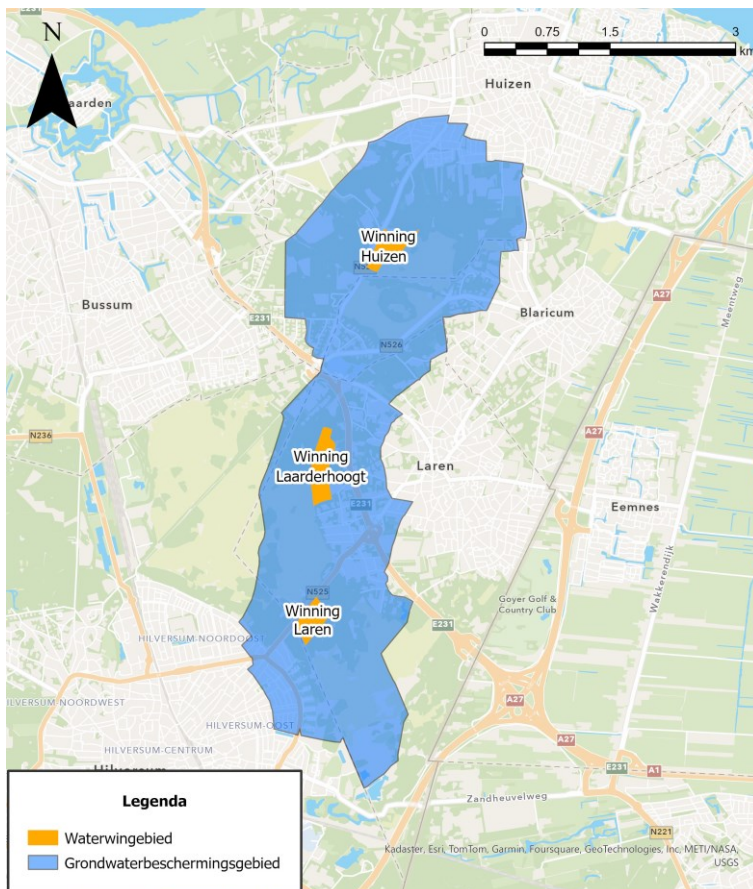 N
0 0.75 1.5 3
km
Huizen
Winning
Huizen
Bussum
E231
A27
Meentweg
Blaricum
N526
N236
A27
Winning
Laarderhoogt
Laren
E231
Eemnes
Wakkerendijk
N525
Winning
Laren
Goyer Golf &
Country Club
E231
HILVERSUM-NOORDOOST
HILVERSUM-NOORDWEST
A27
HILVERSUM-OOST
A27
HILVERSUM-CENTRUM
E231
A1
Legenda
Zandheuvelweg
N221
Waterwingebied
Grondwaterbeschermingsgebied
Kadaster, Esri, TomTom, Garmin, Foursquare, GeoTechnologies, Inc, METI/NASA,
USGS